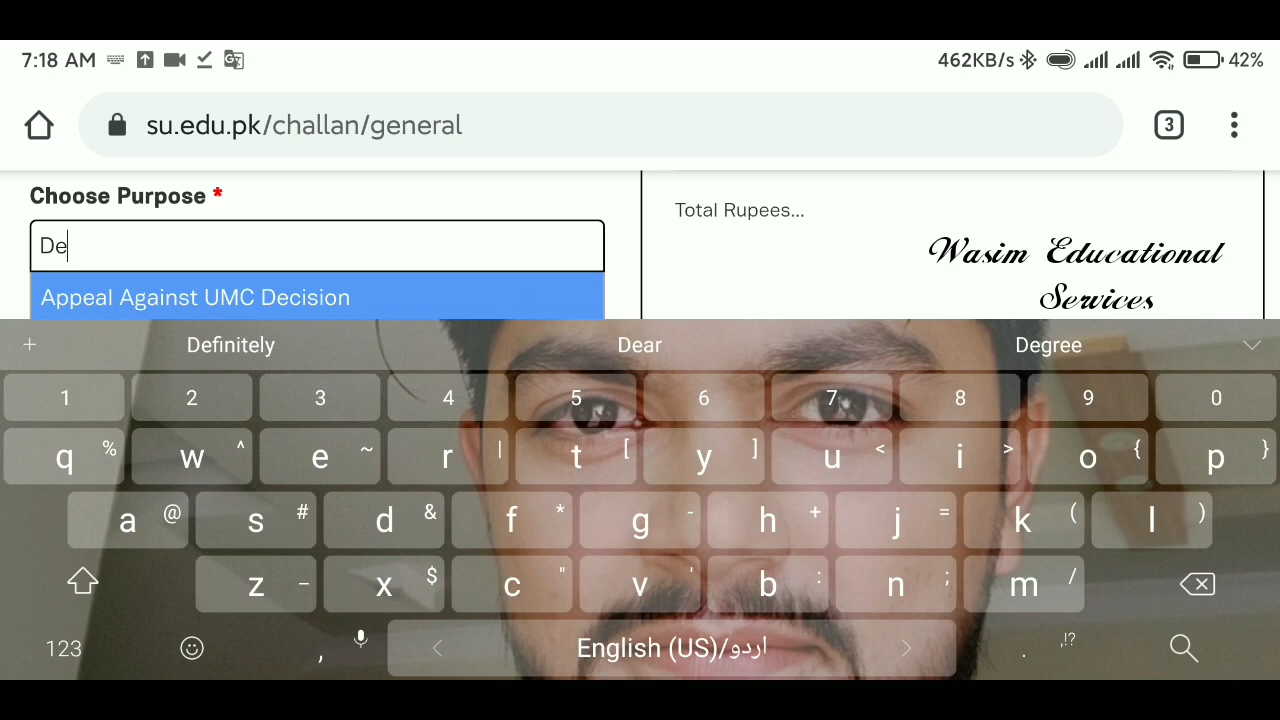 7:18 AM 462KB/s 42%
su.edu.pk/challan/general 3
Choose Purpose *
De
Appeal Against UMC Decision
Total Rupees...
Wasim Educational
Services
+ Definitely Dear Degree
1 2 3 4 5 6 7 8 9 0
q % w ^ e ~ r | t [ y ] u < i > o { p }
a @ s # d & f * g - h + j = k ( l )
z _ x $ c " v ' b : n ; m /
123 , < English (US)/اردو > . ,!?